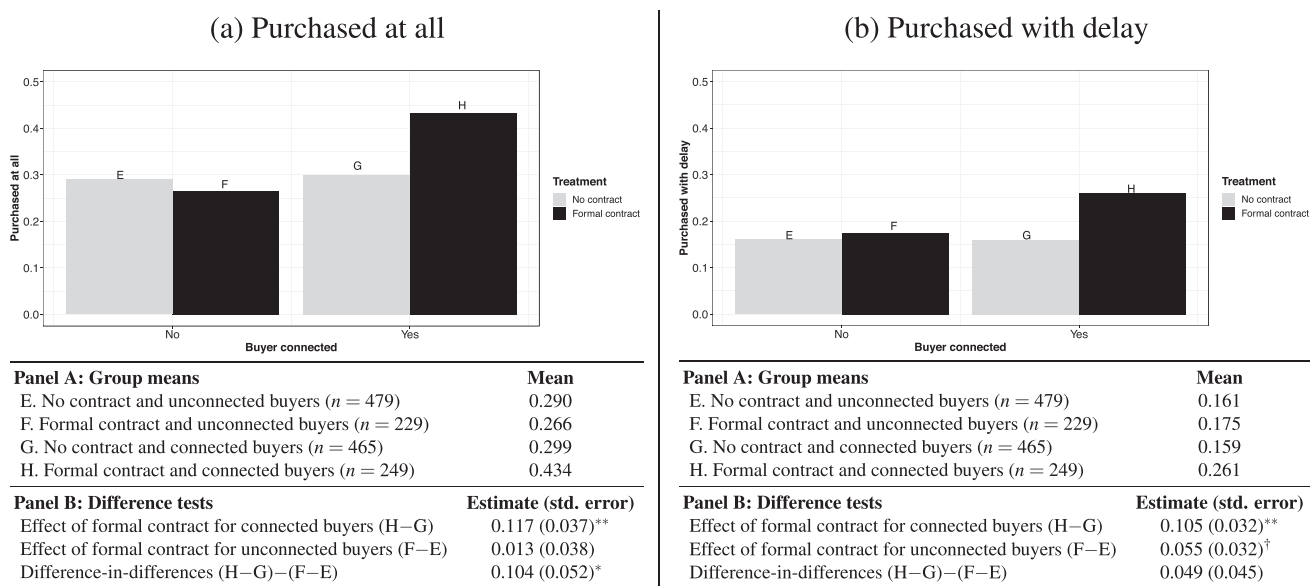 (a) Purchased at all
0.5
0.4
0.3
0.2
0.1
0.0
Purchased at all
E
F
G
H
No
Yes
Buyer connected
Treatment
No contract
Formal contract
Panel A: Group means Mean
E. No contract and unconnected buyers (n = 479) 0.290
F. Formal contract and unconnected buyers (n = 229) 0.266
G. No contract and connected buyers (n = 465) 0.299
H. Formal contract and connected buyers (n = 249) 0.434
Panel B: Difference tests Estimate (std. error)
Effect of formal contract for connected buyers (H−G) 0.117 (0.037)**
Effect of formal contract for unconnected buyers (F−E) 0.013 (0.038)
Difference-in-differences (H−G)−(F−E) 0.104 (0.052)*
(b) Purchased with delay
0.5
0.4
0.3
0.2
0.1
0.0
Purchased with delay
E
F
G
H
No
Yes
Buyer connected
Treatment
No contract
Formal contract
Panel A: Group means Mean
E. No contract and unconnected buyers (n = 479) 0.161
F. Formal contract and unconnected buyers (n = 229) 0.175
G. No contract and connected buyers (n = 465) 0.159
H. Formal contract and connected buyers (n = 249) 0.261
Panel B: Difference tests Estimate (std. error)
Effect of formal contract for connected buyers (H−G) 0.105 (0.032)**
Effect of formal contract for unconnected buyers (F−E) 0.055 (0.032)†
Difference-in-differences (H−G)−(F−E) 0.049 (0.045)